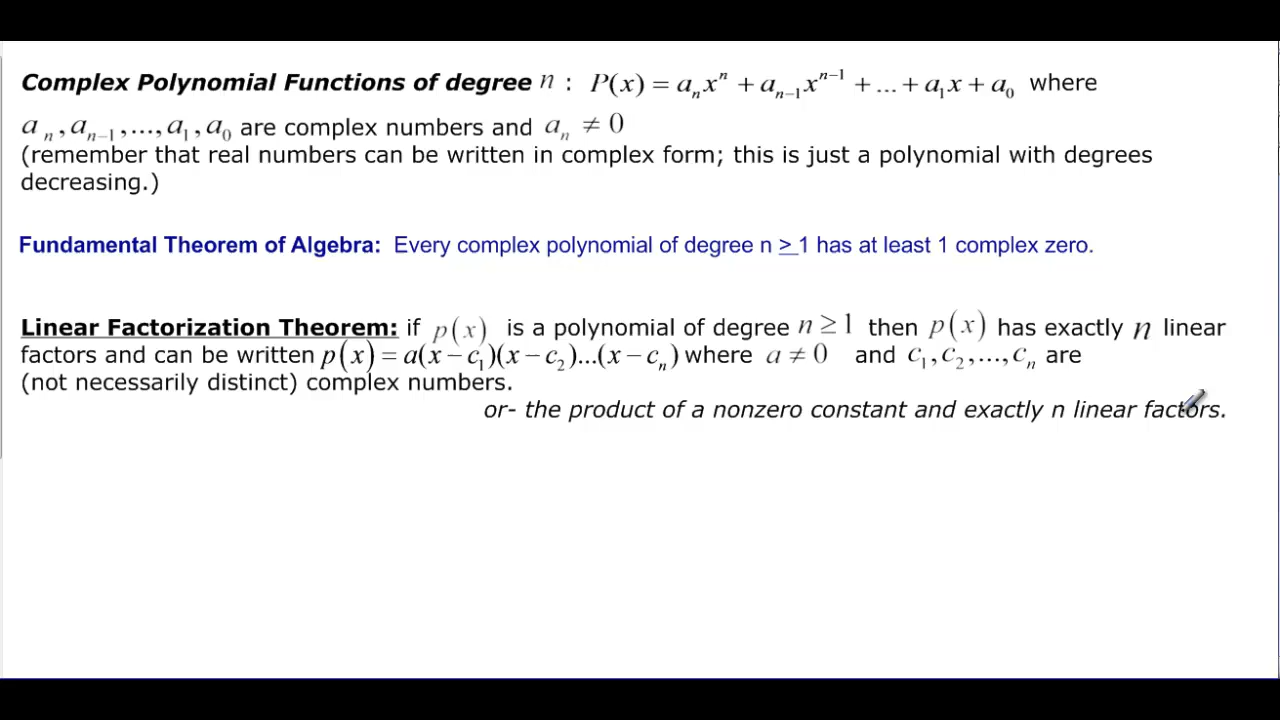 Complex Polynomial Functions of degree n : P(x) = aₙxⁿ + aₙ₋₁xⁿ⁻¹ + ... + a₁x + a₀ where
aₙ, aₙ₋₁, ..., a₁, a₀ are complex numbers and aₙ ≠ 0
(remember that real numbers can be written in complex form; this is just a polynomial with degrees
decreasing.)
Fundamental Theorem of Algebra: Every complex polynomial of degree n ≥ 1 has at least 1 complex zero.
Linear Factorization Theorem: if p(x) is a polynomial of degree n ≥ 1 then p(x) has exactly n linear
factors and can be written p(x) = a(x − c₁)(x − c₂)...(x − cₙ) where a ≠ 0 and c₁, c₂, ..., cₙ are
(not necessarily distinct) complex numbers.
or- the product of a nonzero constant and exactly n linear factors.